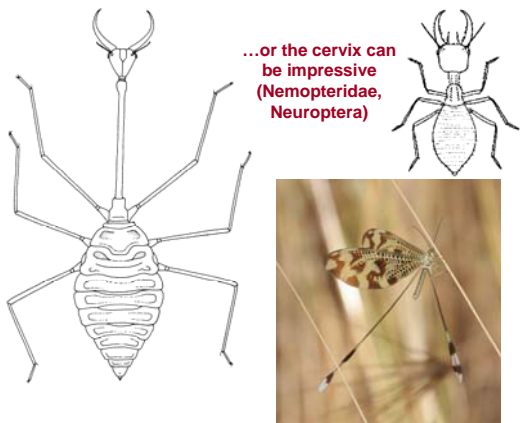 ...or the cervix can
be impressive
(Nemopteridae,
Neuroptera)